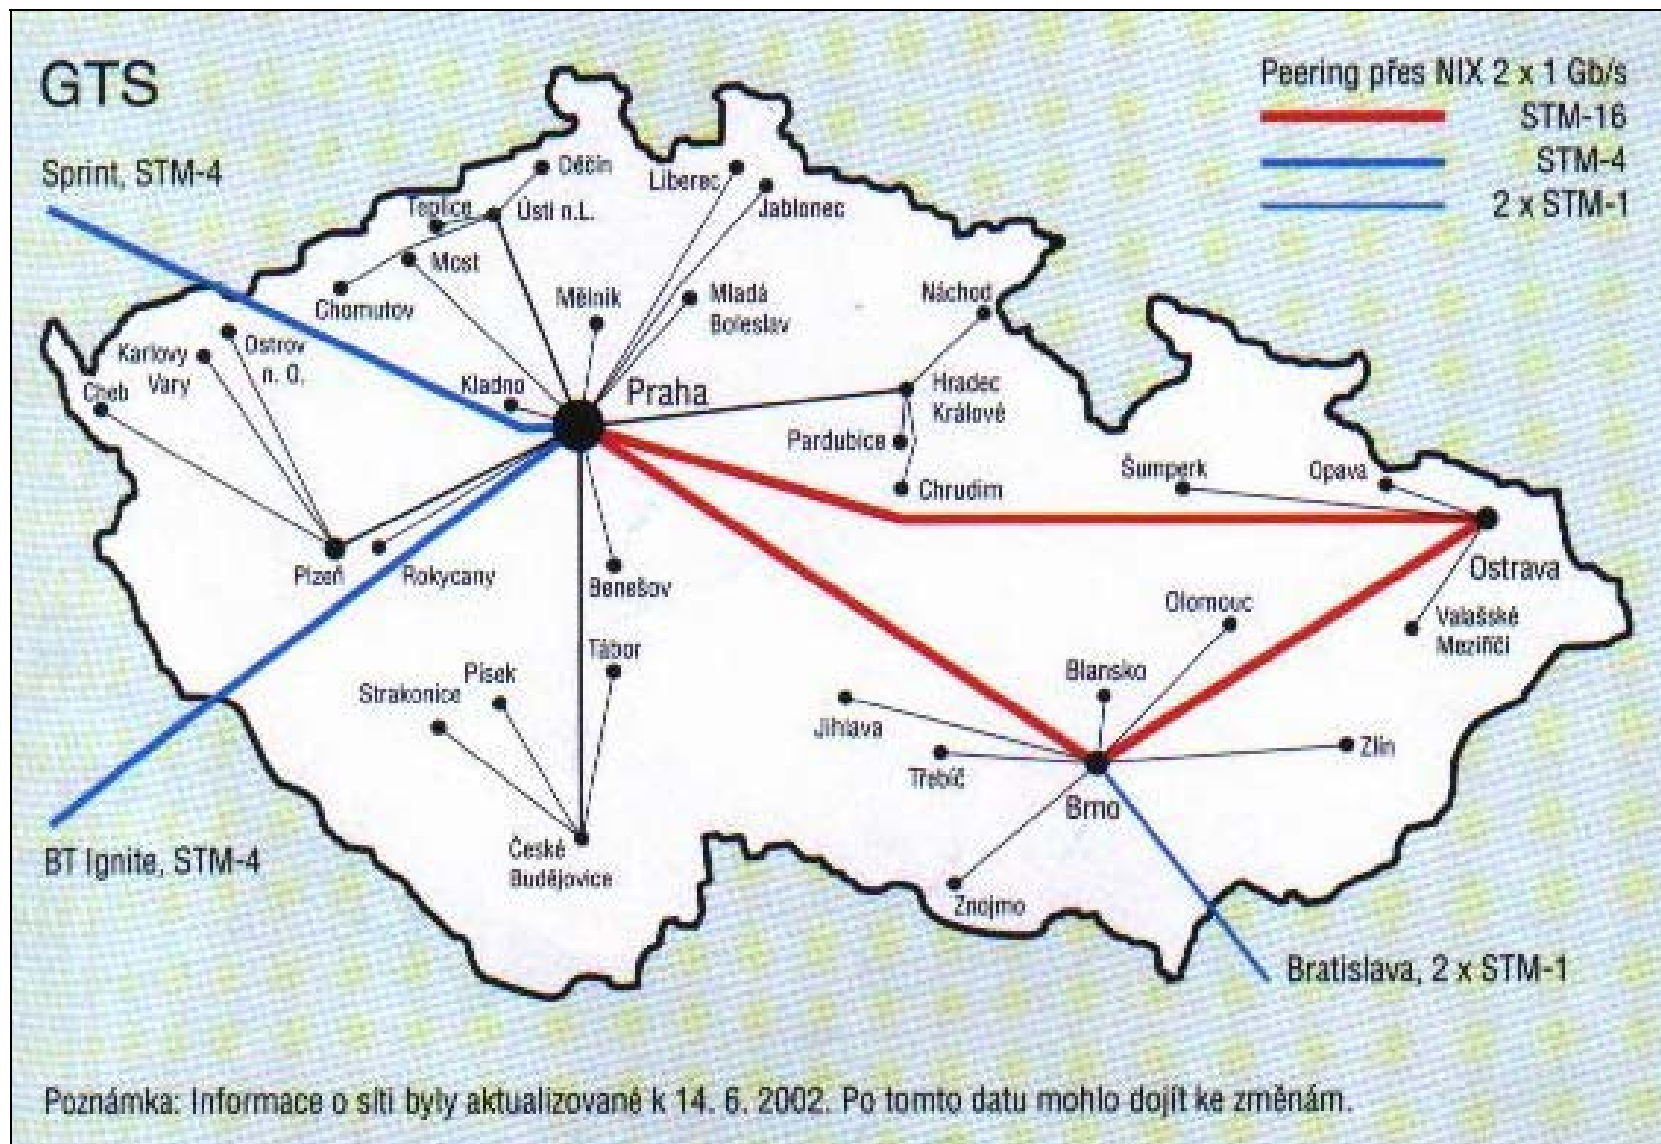 GTS
Peering přes NIX 2 x 1 Gb/s
STM-16
STM-4
2 x STM-1
Sprint, STM-4
Děčín
Liberec
Jablonec
Teplice
Ústí n.L.
Most
Chomutov
Mělník
Mladá
Boleslav
Náchod
Ostrov
n. O.
Karlovy
Vary
Cheb
Kladno
Praha
Hradec
Králové
Pardubice
Chrudim
Šumperk
Opava
Ostrava
Plzeň
Rokycany
Benešov
Olomouc
Valašské
Meziříčí
Tábor
Písek
Strakonice
Blansko
Jihlava
Třebíč
Zlín
Brno
České
Budějovice
BT Ignite, STM-4
Znojmo
Bratislava, 2 x STM-1
Poznámka: Informace o síti byly aktualizované k 14. 6. 2002. Po tomto datu mohlo dojít ke změnám.